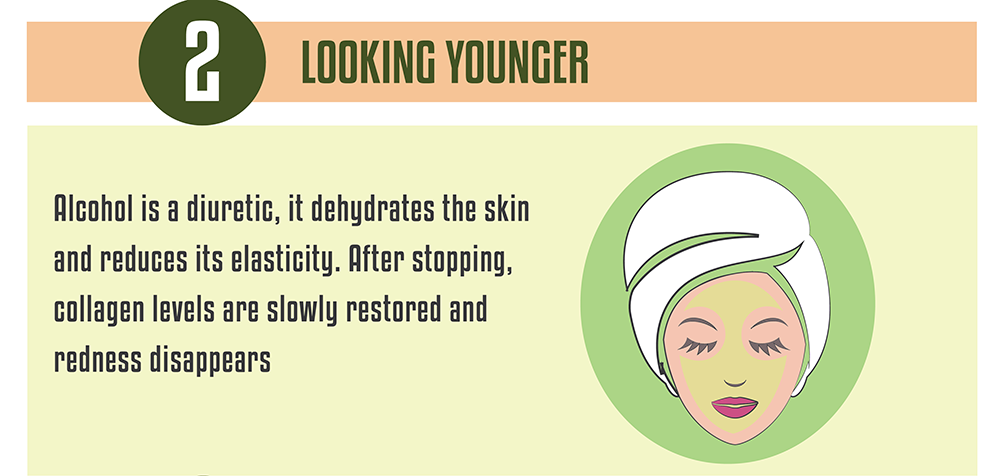 2
LOOKING YOUNGER
Alcohol is a diuretic, it dehydrates the skin
and reduces its elasticity. After stopping,
collagen levels are slowly restored and
redness disappears